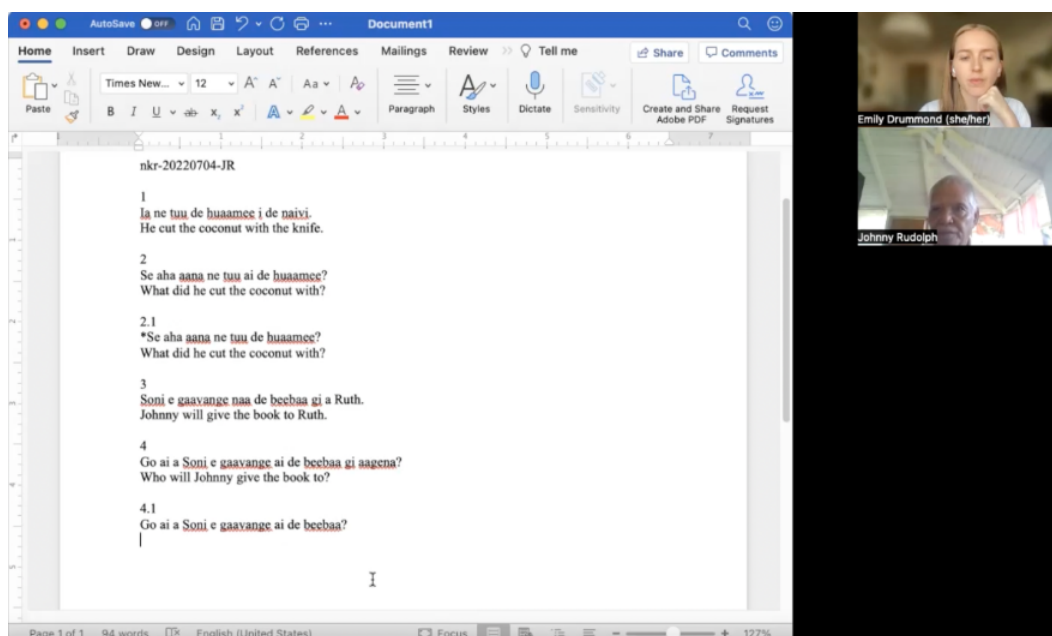 AutoSave OFF
Document1
Home Insert Draw Design Layout References Mailings Review Tell me Share Comments
Paste
Times New... 12
Paragraph
Styles
Dictate
Sensitivity
Create and Share Adobe PDF
Request Signatures
nkr-20220704-JR
1
Ia ne tuu de huaamee i de naivi.
He cut the coconut with the knife.
2
Se aha aana ne tuu ai de huaamee?
What did he cut the coconut with?
2.1
*Se aha aana ne tuu de huaamee?
What did he cut the coconut with?
3
Soni e gaavange naa de beebaa gi a Ruth.
Johnny will give the book to Ruth.
4
Go ai a Soni e gaavange ai de beebaa gi aagena?
Who will Johnny give the book to?
4.1
Go ai a Soni e gaavange ai de beebaa?
Page 1 of 1 94 words English (United States) Focus 127%
Emily Drummond (she/her)
Johnny Rudolph